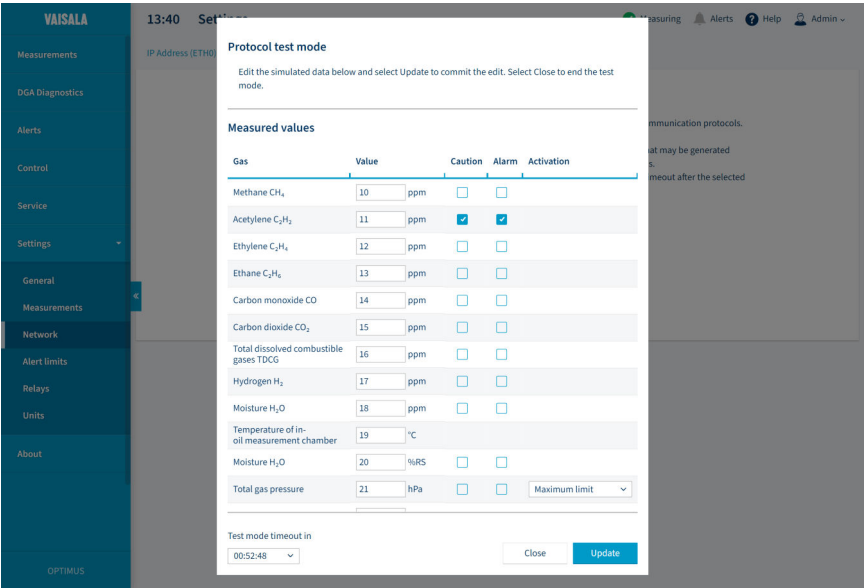 VAISALA
13:40 Set
Measuring Alerts ? Help Admin
Measurements
DGA Diagnostics
Alerts
Control
Service
Settings
General
Measurements
Network
Alert limits
Relays
Units
About
OPTIMUS
IP Address (ETH0)
mmunication protocols.
at may be generated
s.
meout after the selected
Protocol test mode
Edit the simulated data below and select Update to commit the edit. Select Close to end the test
mode.
Measured values
Gas Value Caution Alarm Activation
Methane CH₄ 10 ppm
Acetylene C₂H₂ 11 ppm
Ethylene C₂H₄ 12 ppm
Ethane C₂H₆ 13 ppm
Carbon monoxide CO 14 ppm
Carbon dioxide CO₂ 15 ppm
Total dissolved combustible
gases TDCG 16 ppm
Hydrogen H₂ 17 ppm
Moisture H₂O 18 ppm
Temperature of in-
oil measurement chamber 19 °C
Moisture H₂O 20 %RS
Total gas pressure 21 hPa Maximum limit
Test mode timeout in
00:52:48
Close Update